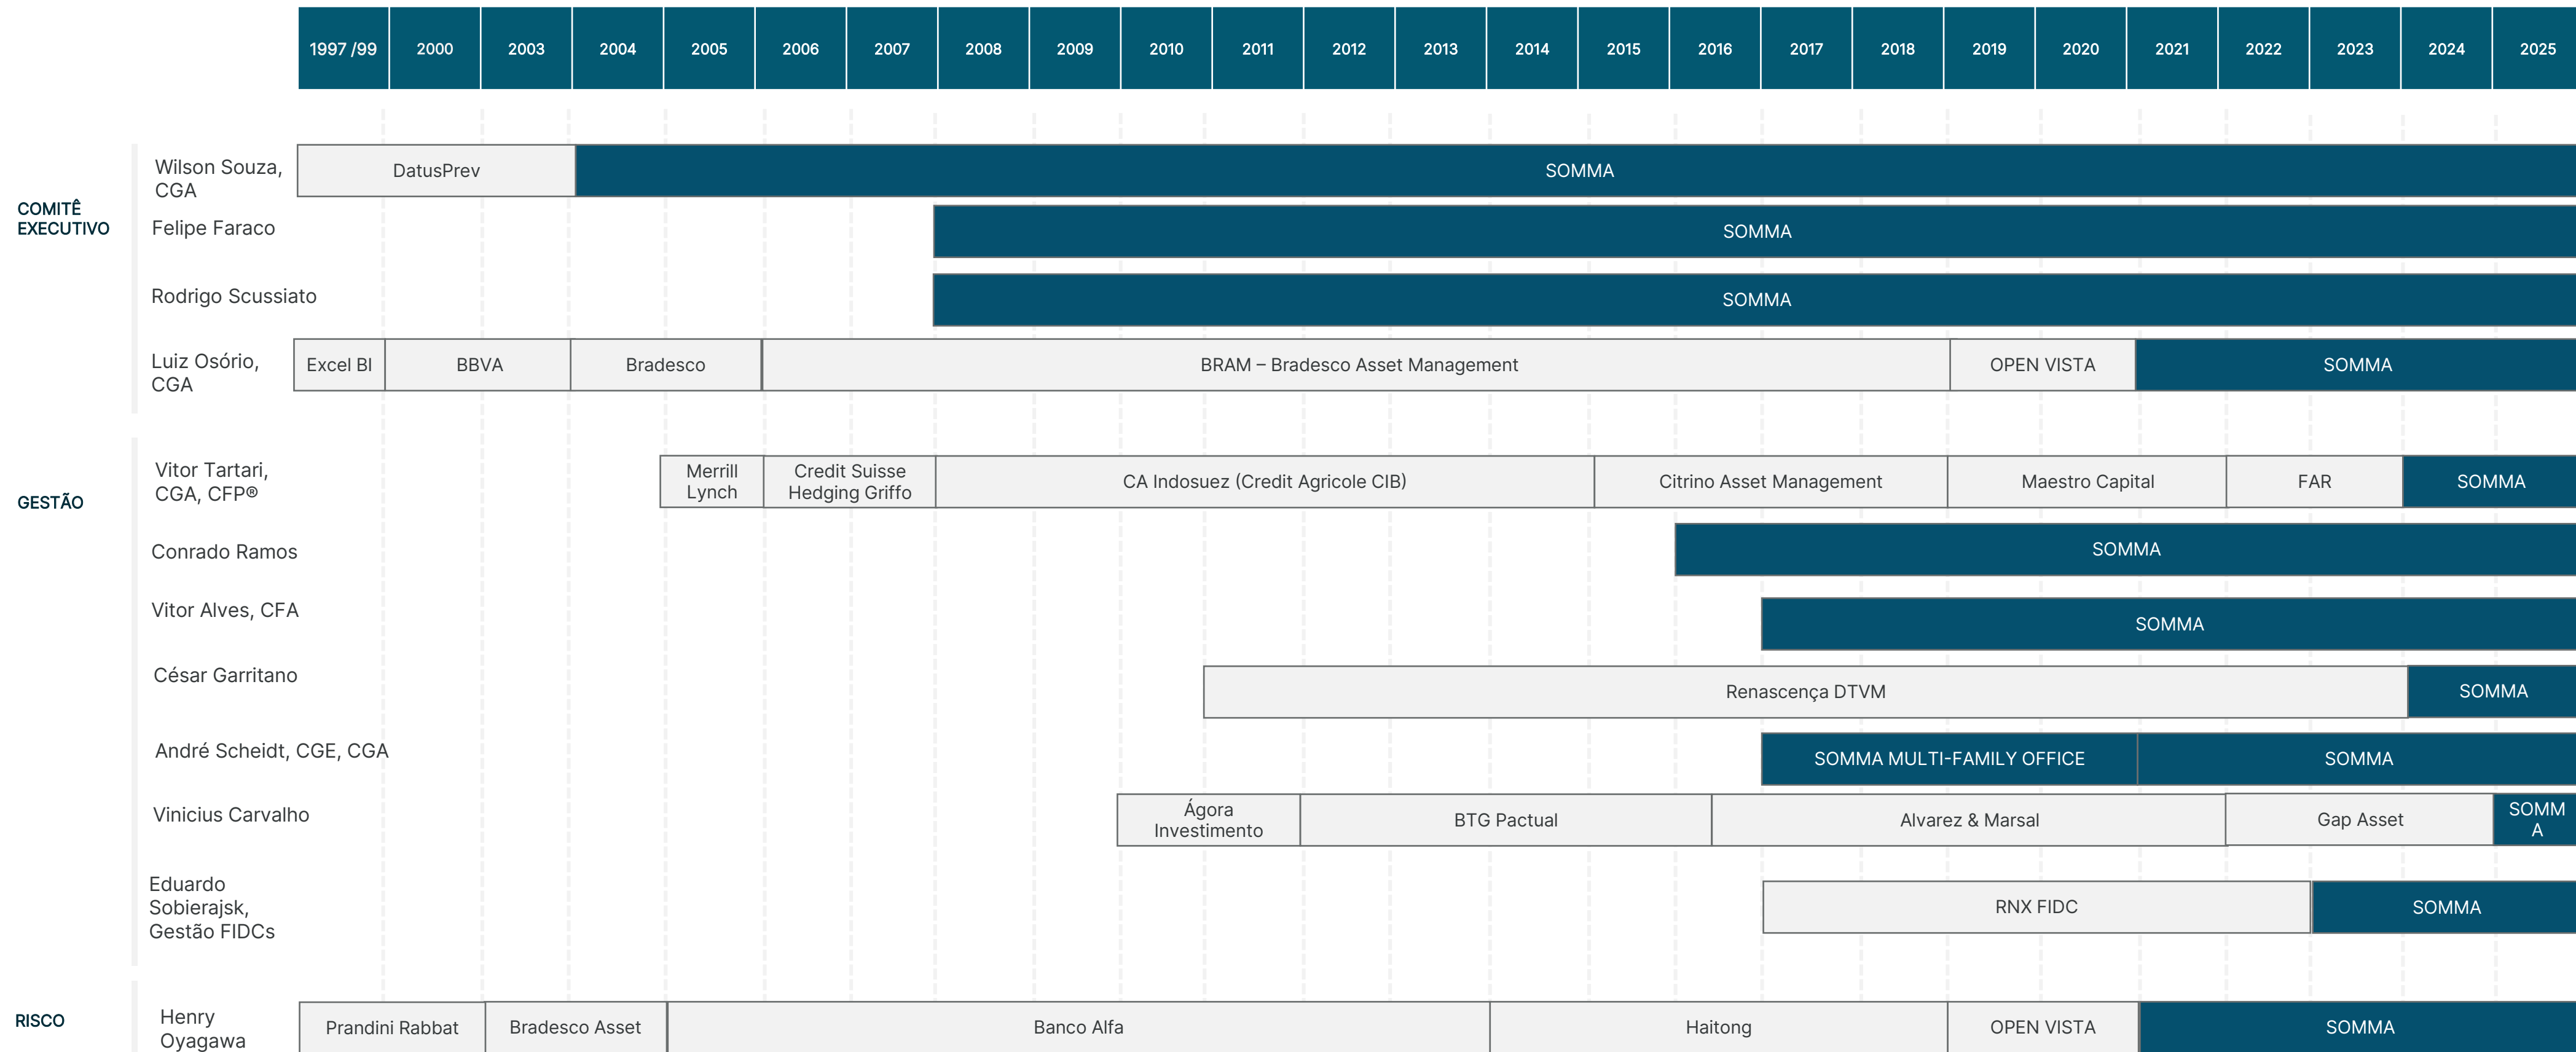 1997 /99 2000 2003 2004 2005 2006 2007 2008 2009 2010 2011 2012 2013 2014 2015 2016 2017 2018 2019 2020 2021 2022 2023 2024 2025
COMITÊ
EXECUTIVO
Wilson Souza,
CGA
DatusPrev SOMMA
Felipe Faraco
SOMMA
Rodrigo Scussiato
SOMMA
Luiz Osório,
CGA
Excel BI BBVA Bradesco BRAM – Bradesco Asset Management OPEN VISTA SOMMA
GESTÃO
Vitor Tartari,
CGA, CFP®
Merrill
Lynch
Credit Suisse
Hedging Griffo
CA Indosuez (Credit Agricole CIB) Citrino Asset Management Maestro Capital FAR SOMMA
Conrado Ramos
SOMMA
Vitor Alves, CFA
SOMMA
César Garritano
Renascença DTVM SOMMA
André Scheidt, CGE, CGA
SOMMA MULTI-FAMILY OFFICE SOMMA
Vinicius Carvalho
Ágora
Investimento
BTG Pactual Alvarez & Marsal Gap Asset
SOMM
A
Eduardo
Sobierajsk,
Gestão FIDCs
RNX FIDC SOMMA
RISCO
Henry
Oyagawa
Prandini Rabbat Bradesco Asset Banco Alfa Haitong OPEN VISTA SOMMA